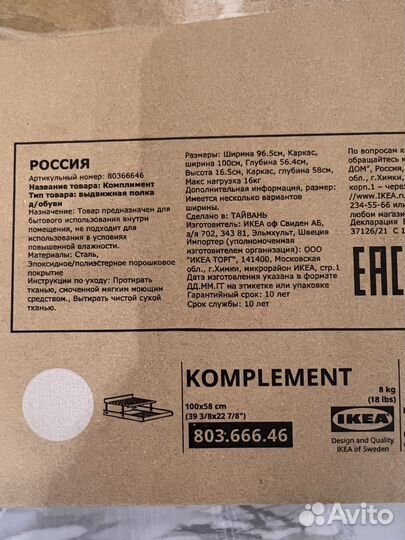 РОССИЯ
Артикульный номер: 80366646
Название товара: Комплимент
Тип товара: выдвижная полка
д/обуви
Назначение: Товар предназначен для
бытового использования внутри
помещения, не подходит для
использования в условиях
повышенной влажности.
Материалы: Сталь,
Эпоксидное/полиэстерное порошковое
покрытие
Инструкции по уходу: Протирать
тканью, смоченной мягким моющим
средством., Вытирать чистой сухой
тканью.
Размеры: Ширина 96.5см, Каркас,
ширина 100см, Глубина 56.4см,
Высота 16.5см, Каркас, глубина 58см,
Макс нагрузка 16кг
Дополнительная информация, размер:
Имеется несколько вариантов
ширины.
Сделано в: ТАЙВАНЬ
Изготовитель: ИКЕА оф Свиден АБ,
а/я 702, 343 81, Эльмхульт, Швеция
Импортер (уполномоченная
изготовителем организация): ООО
"ИКЕА ТОРГ", 141400, Московская
обл., г.Химки, микрорайон ИКЕА, стр.1
Дата изготовления указана в формате
ДД.ММ.ГГ на этикетке или упаковке
Гарантийный срок: 10 лет
Срок службы: 10 лет
По вопросам к
обращайтесь к
ДОМ", Россия,
обл., г.Химки,
корп.1 – чере
www.IKEA.ru
234-55-66 или
любом магазин
Декларация
37126/21 С 1
EAC
KOMPLEMENT
100x58 cm
(39 3/8x22 7/8")
8 kg
(18 lbs)
803.666.46
IKEA
Design and Quality
IKEA of Sweden
Avito